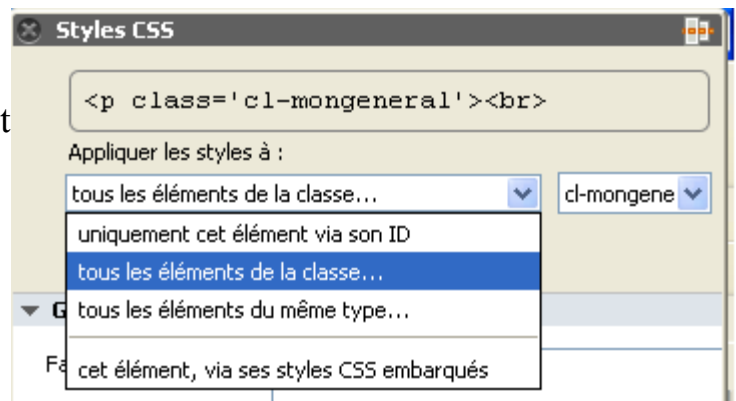 Styles CSS
<p class='cl-mongeneral'><br>
t
Appliquer les styles à :
tous les éléments de la classe... cl-mongene
uniquement cet élément via son ID
tous les éléments de la classe...
G tous les éléments du même type...
Fa cet élément, via ses styles CSS embarqués